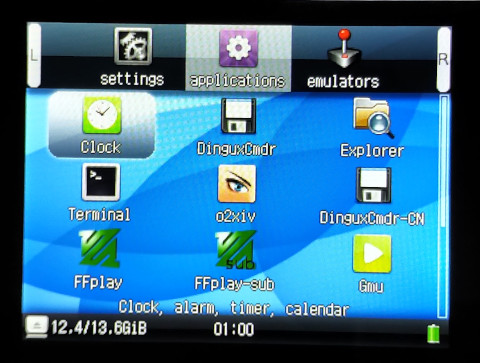 L
R
settings applications emulators
Clock DinguxCmdr Explorer
>_
Terminal o2xiv DinguxCmdr-CN
SUB
FFplay FFplay-sub Gmu
Clock, alarm, timer, calendar
12.4/13.6GiB 01:00